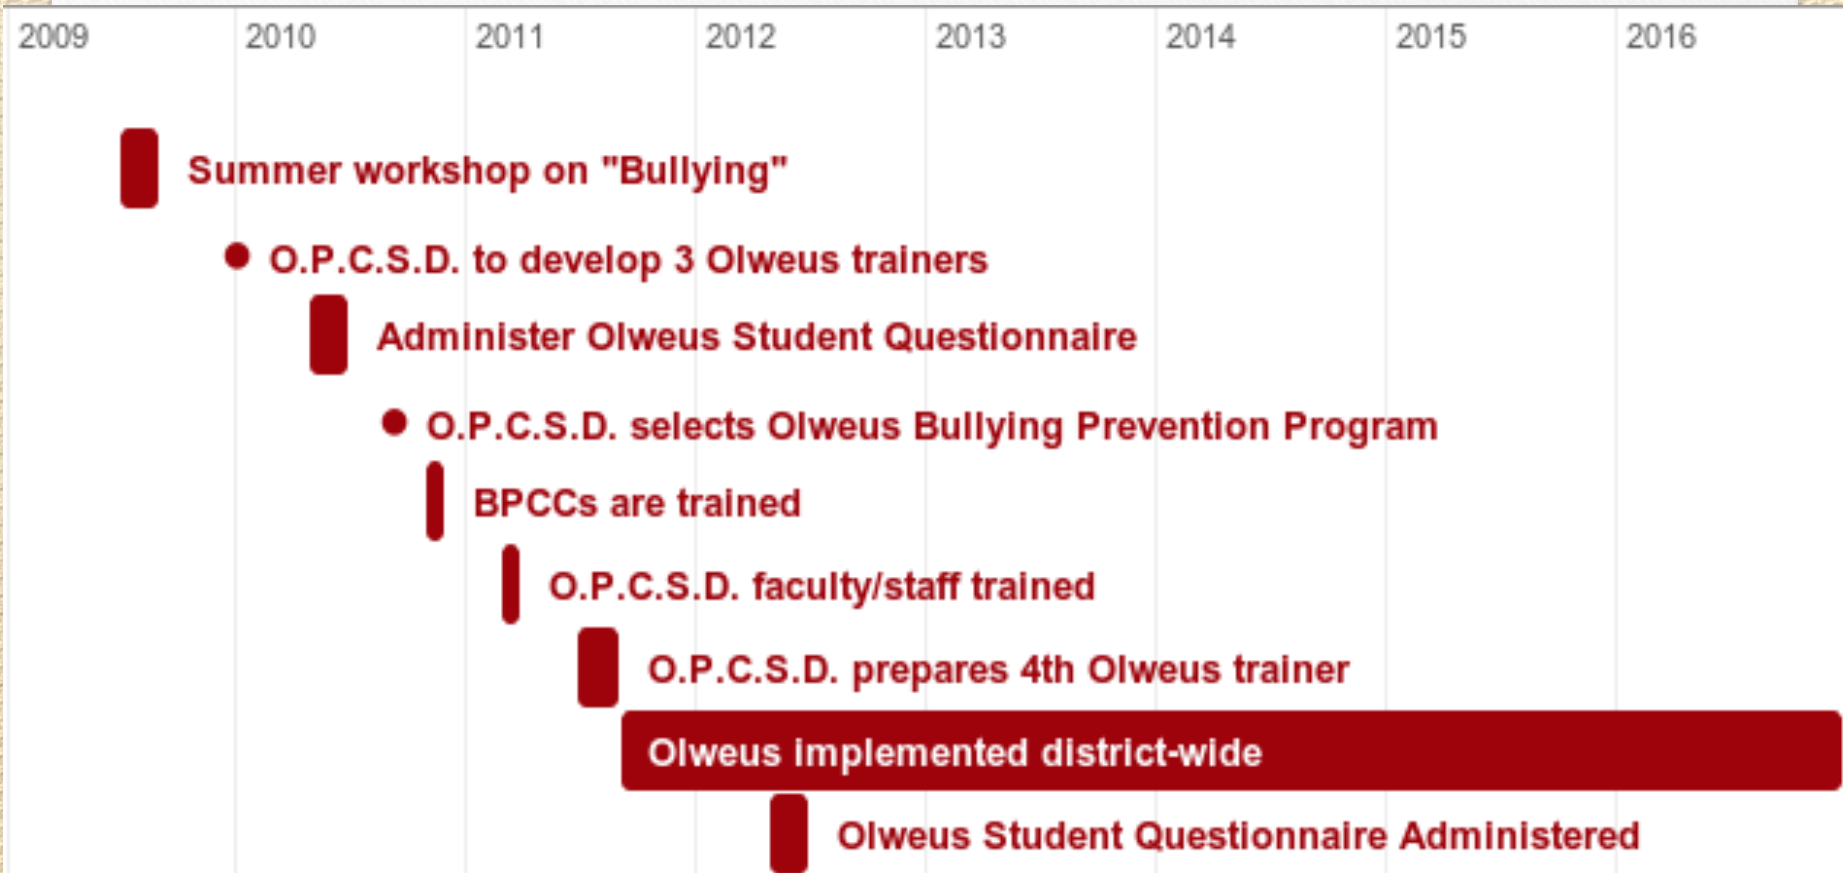 2009 2010 2011 2012 2013 2014 2015 2016
Summer workshop on "Bullying"
O.P.C.S.D. to develop 3 Olweus trainers
Administer Olweus Student Questionnaire
O.P.C.S.D. selects Olweus Bullying Prevention Program
BPCCs are trained
O.P.C.S.D. faculty/staff trained
O.P.C.S.D. prepares 4th Olweus trainer
Olweus implemented district-wide
Olweus Student Questionnaire Administered